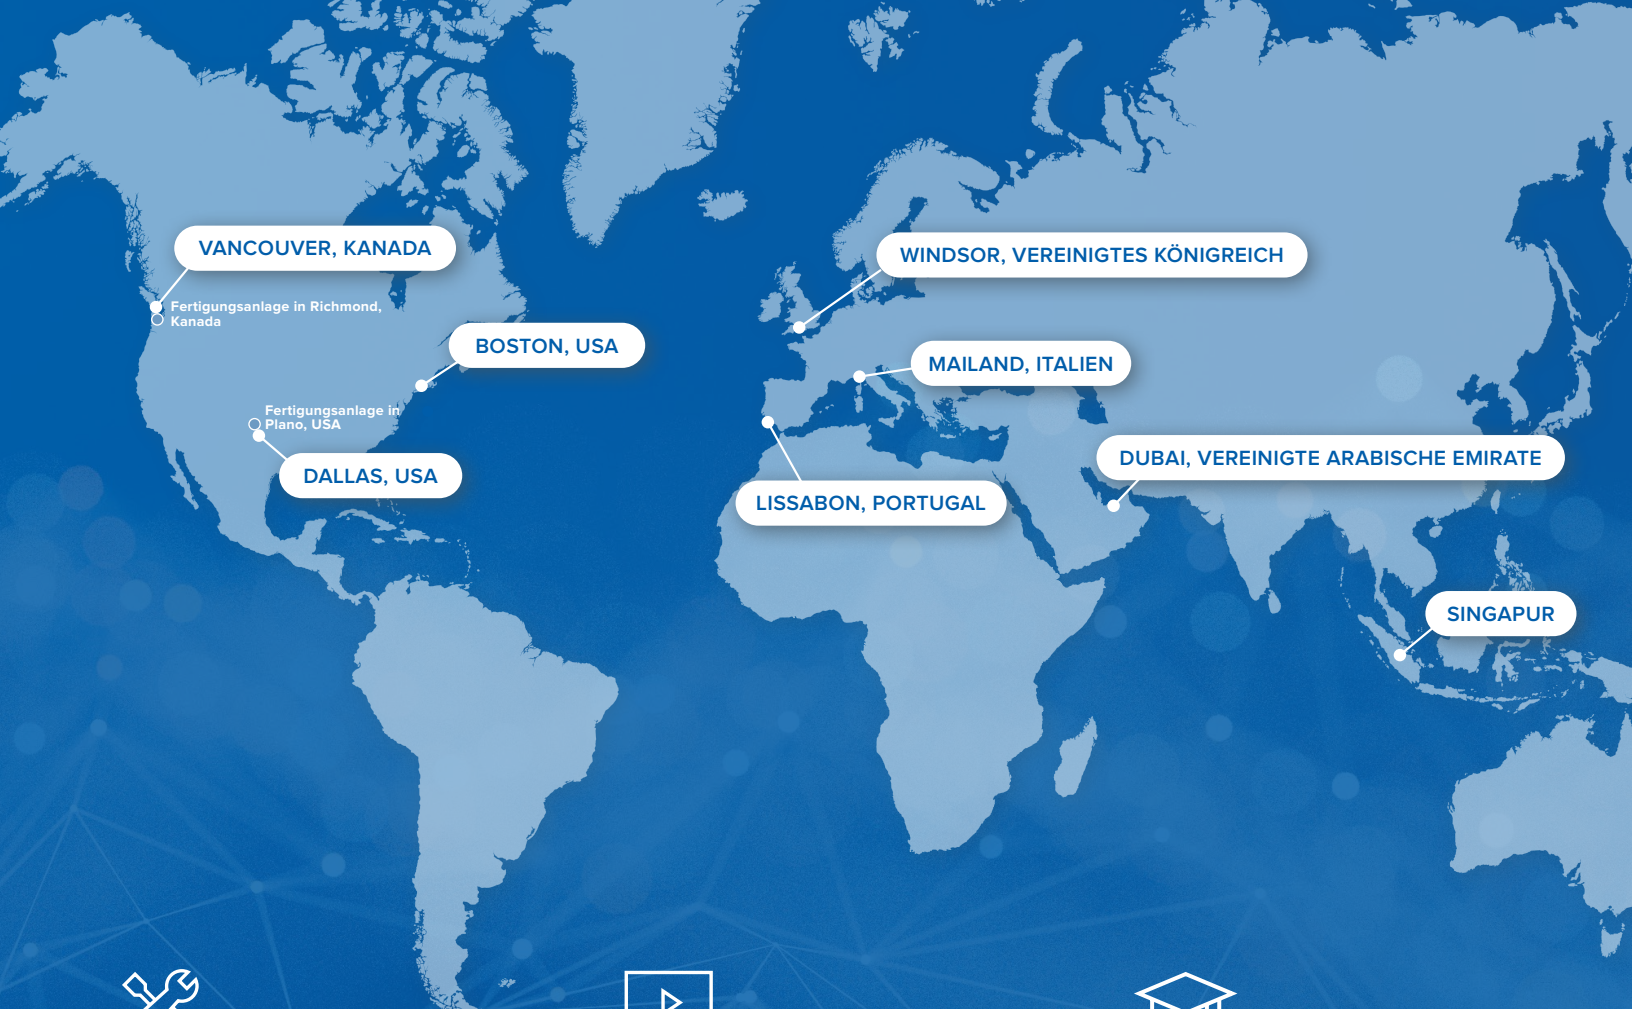 VANCOUVER, KANADA
Fertigungsanlage in Richmond,
Kanada
BOSTON, USA
Fertigungsanlage in
Plano, USA
DALLAS, USA
WINDSOR, VEREINIGTES KÖNIGREICH
MAILAND, ITALIEN
LISSABON, PORTUGAL
DUBAI, VEREINIGTE ARABISCHE EMIRATE
SINGAPUR